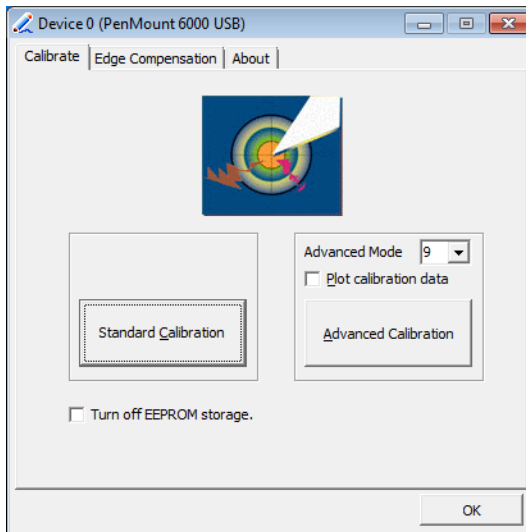 Device 0 (PenMount 6000 USB)
Calibrate Edge Compensation About
Advanced Mode 9
Plot calibration data
Standard Calibration
Advanced Calibration
Turn off EEPROM storage.
OK